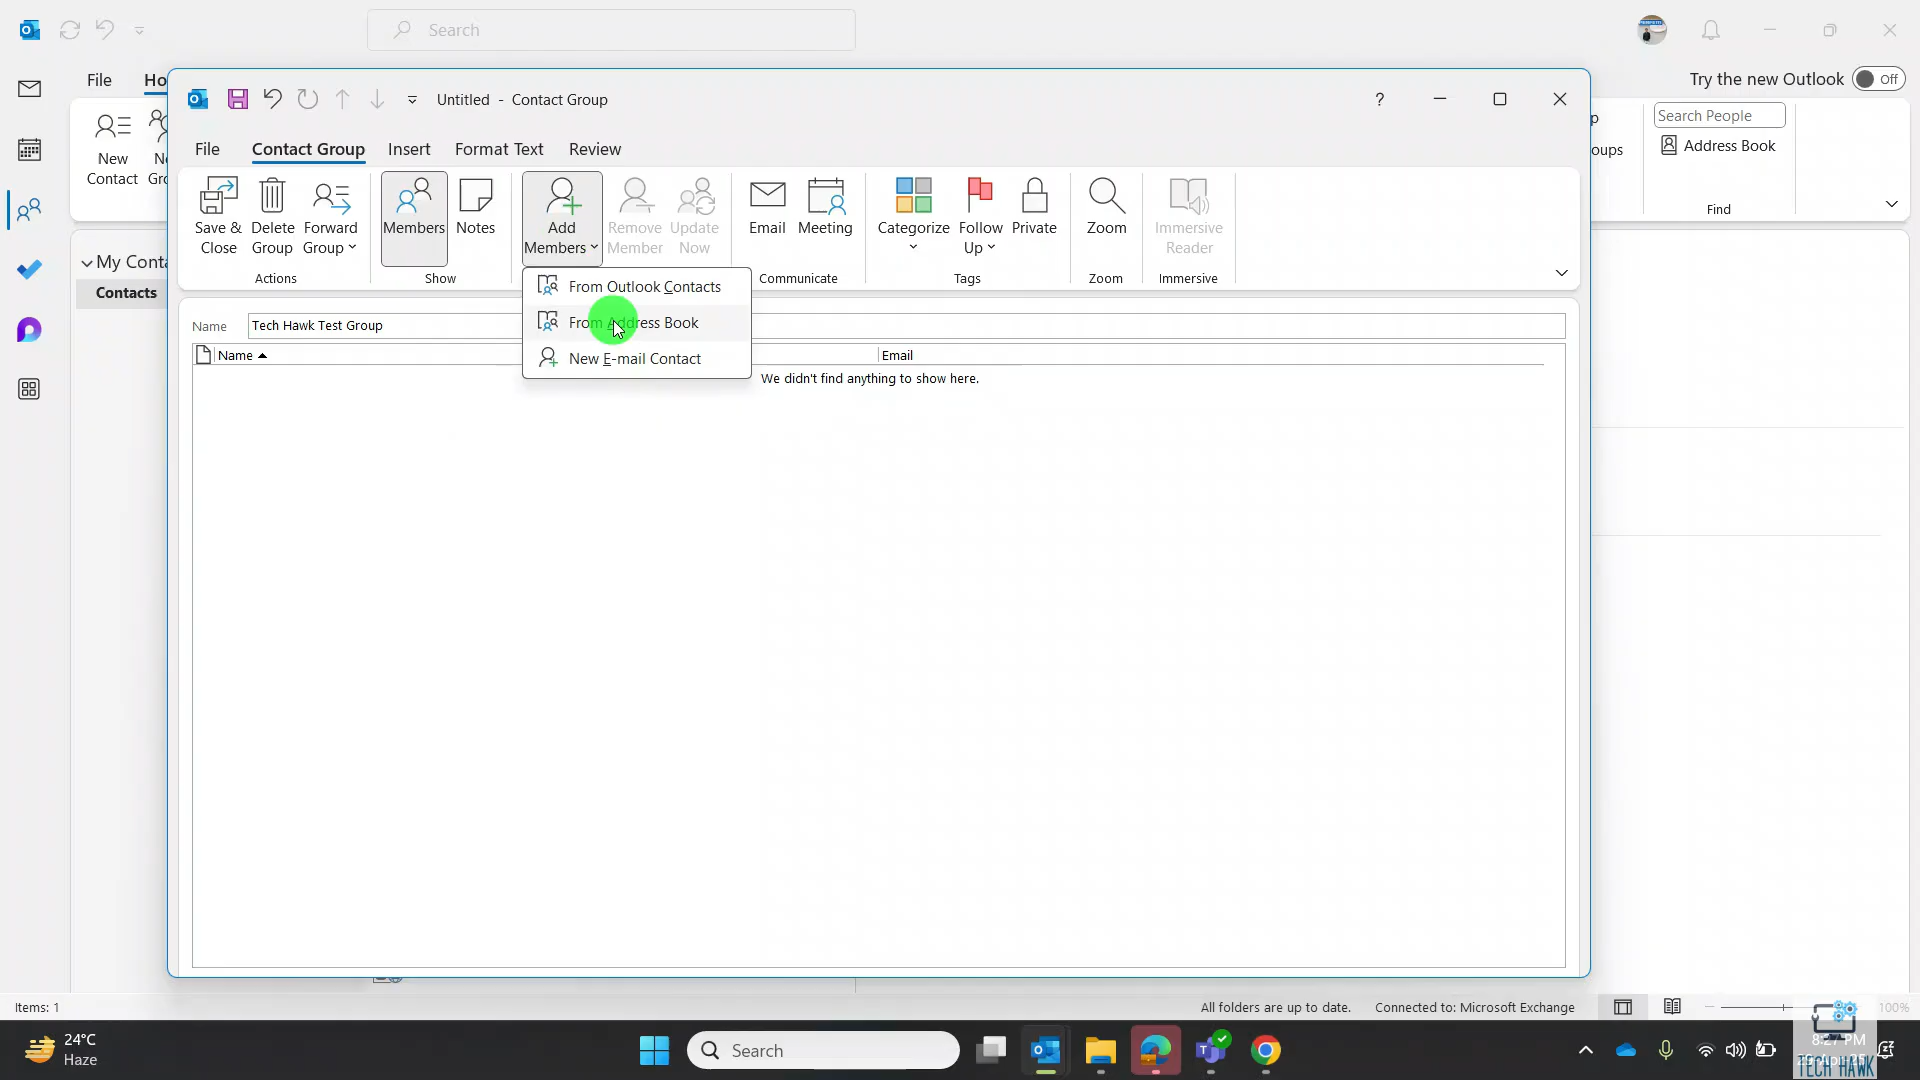 Search
File
Ho
Try the new Outlook
Off
Untitled - Contact Group
?
File
Contact Group
Insert
Format Text
Review
New
Contact
Save &
Close
Delete
Group
Forward
Group
Actions
Members
Notes
Show
Add
Members
Remove
Member
Update
Now
Email
Meeting
Communicate
Categorize
Follow
Up
Private
Tags
Zoom
Zoom
Immersive
Reader
Immersive
p
oups
Search People
Address Book
Find
My Conta
Contacts
From Outlook Contacts
From Address Book
New E-mail Contact
Name
Tech Hawk Test Group
Name
Email
We didn't find anything to show here.
Items: 1
All folders are up to date.
Connected to: Microsoft Exchange
100%
24°C
Haze
Search
8:27 PM
TECH HAWK